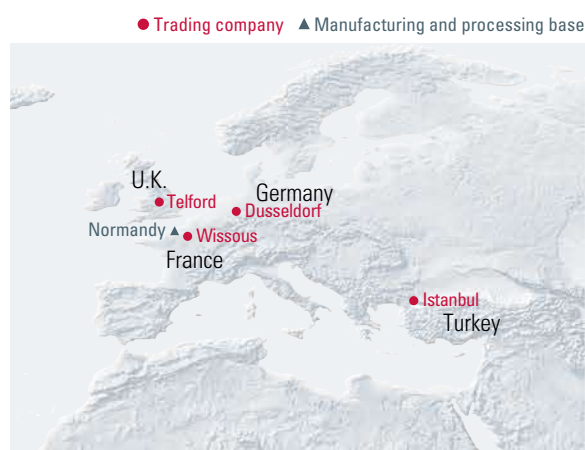 ● Trading company ▲ Manufacturing and processing base
U.K.
Telford
Germany
Dusseldorf
Normandy
Wissous
France
Istanbul
Turkey